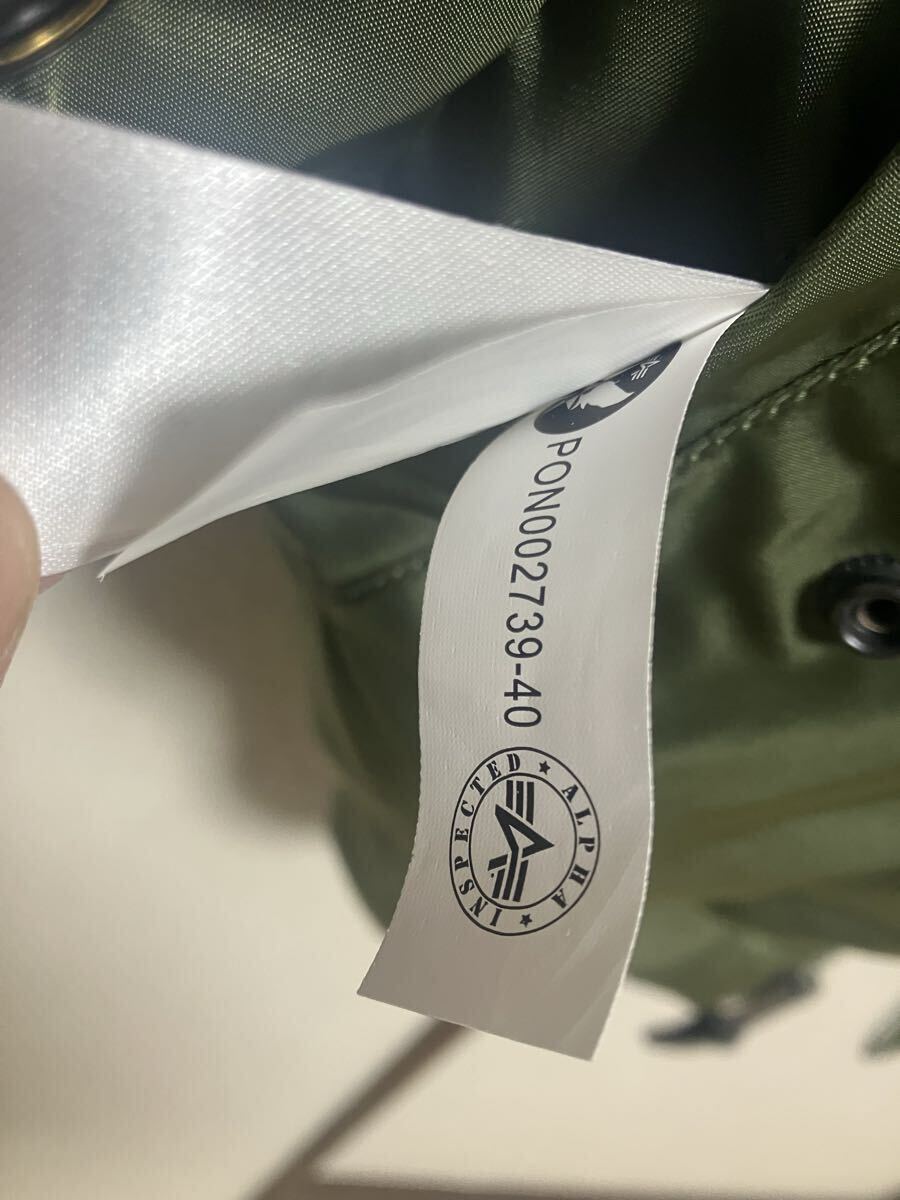 PON002739-40
INSPECTED ★ ALPHA ★